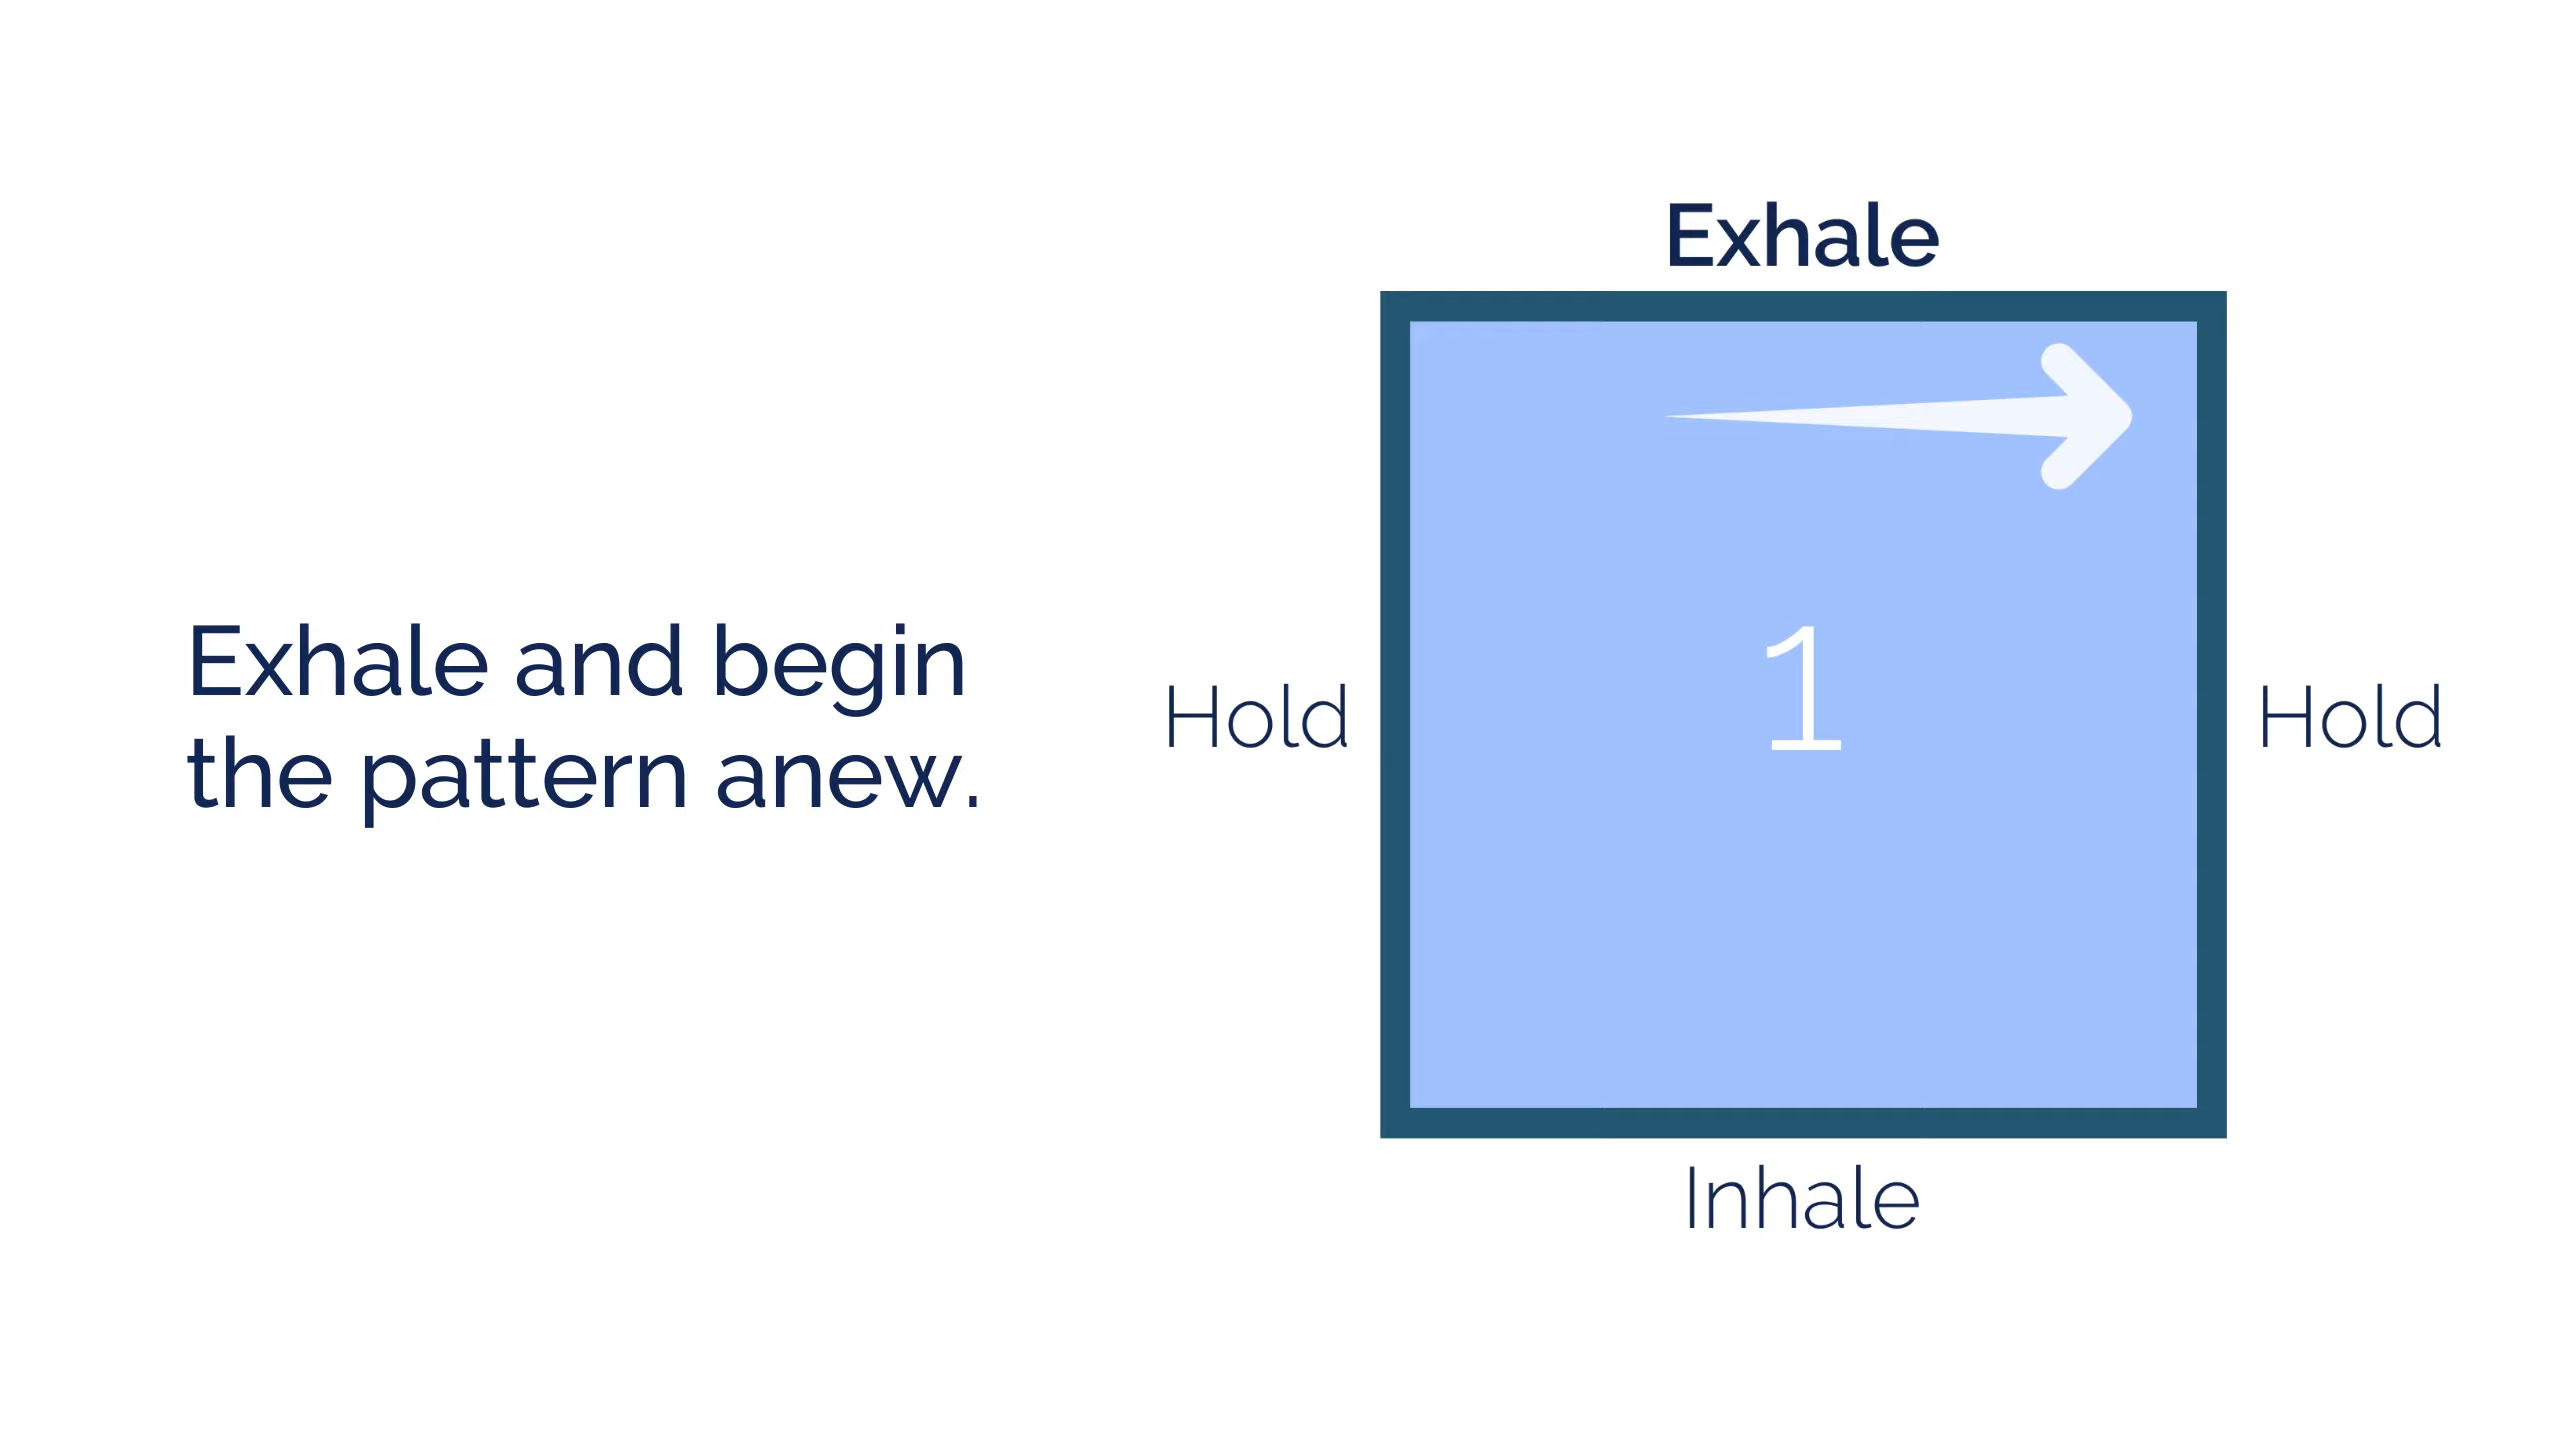 Exhale and begin
the pattern anew.
Exhale
Hold
1
Hold
Inhale